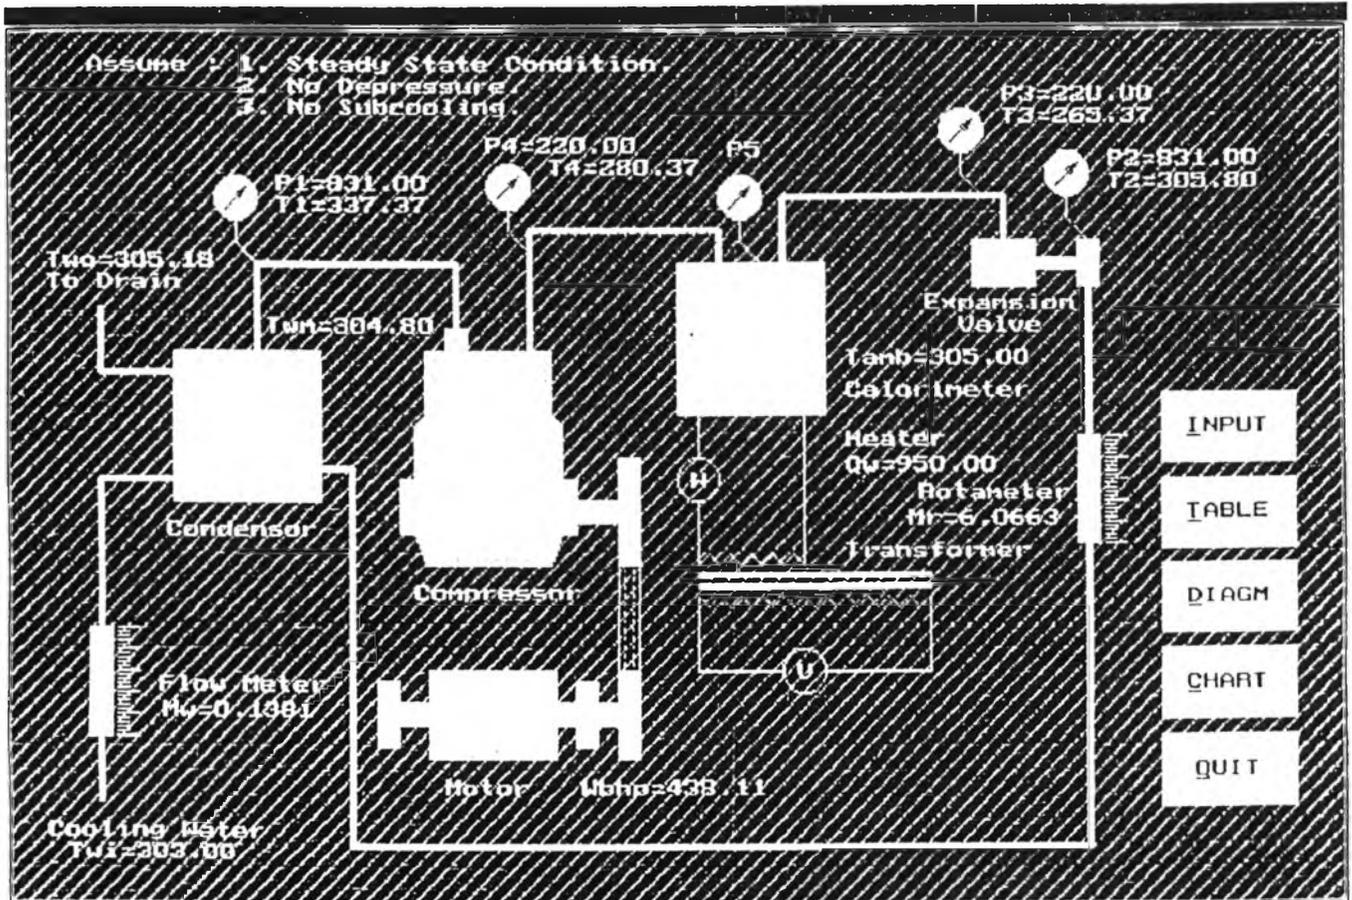 Assume : 1. Steady State Condition.
2. No Depressure.
3. No Subcooling.
P3=220.00
T3=265.37
P4=220.00
T4=280.37
P5
P2=831.00
T2=305.80
P1=831.00
T1=337.37
Two=305.18
To Drain
Expansion
Valve
Twm=304.80
Tamb=305.00
Calorimeter
INPUT
Heater
Qw=950.00
W
Rotameter
Mr=6.0663
TABLE
Condensor
Transformer
Compressor
DIAGM
U
Flow Meter
Mw=0.1381
CHART
Motor
Wbhp=438.11
QUIT
Cooling Water
Twi=303.00